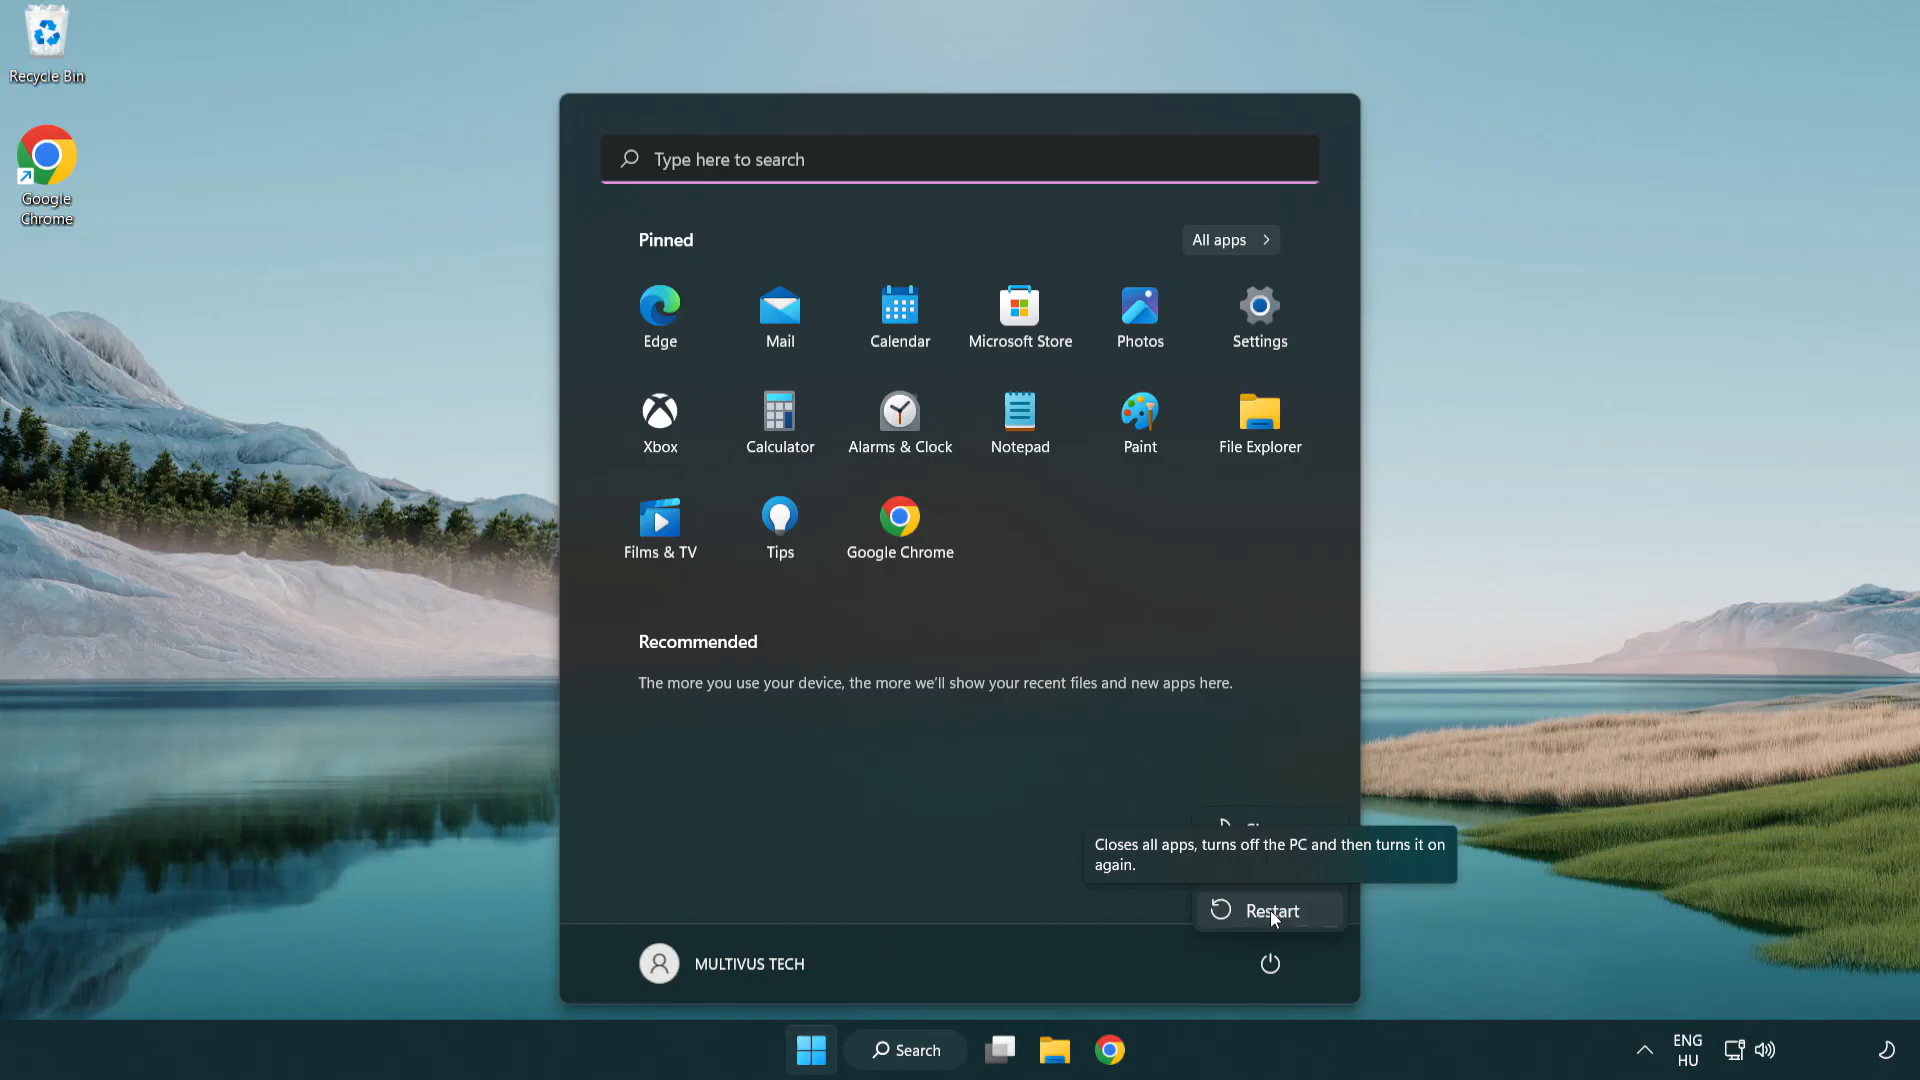 Recycle Bin
Google
Chrome
Type here to search
Pinned
All apps
Edge
Mail
Calendar
Microsoft Store
Photos
Settings
Xbox
Calculator
Alarms & Clock
Notepad
Paint
File Explorer
Films & TV
Tips
Google Chrome
Recommended
The more you use your device, the more we'll show your recent files and new apps here.
Closes all apps, turns off the PC and then turns it on
again.
Restart
MULTIVUS TECH
Search
ENG
HU